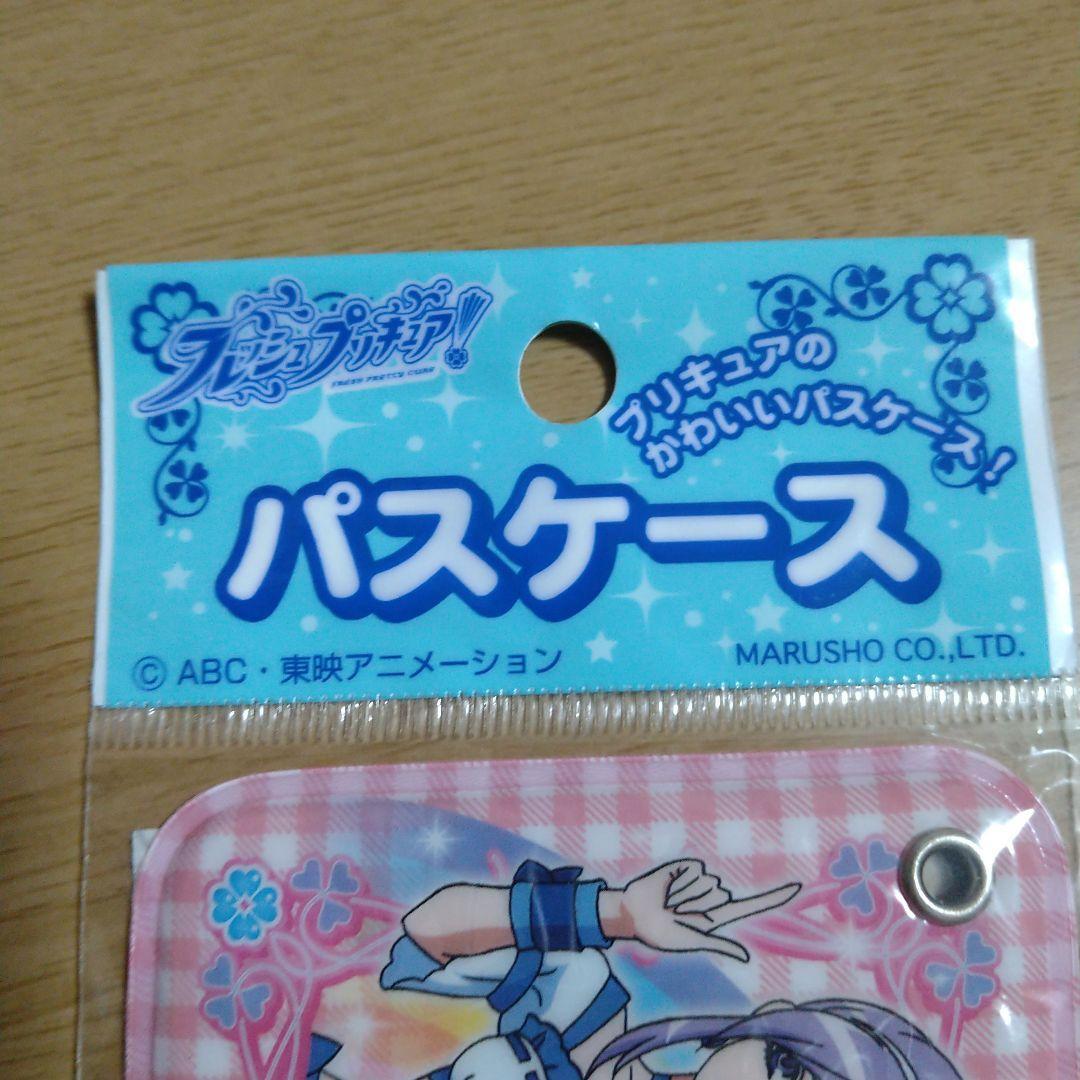 フレッシュプリキュア!
FRESH PRETTY CURE
プリキュアの
かわいいパスケース!
パスケース
© ABC・東映アニメーション
MARUSHO CO.,LTD.